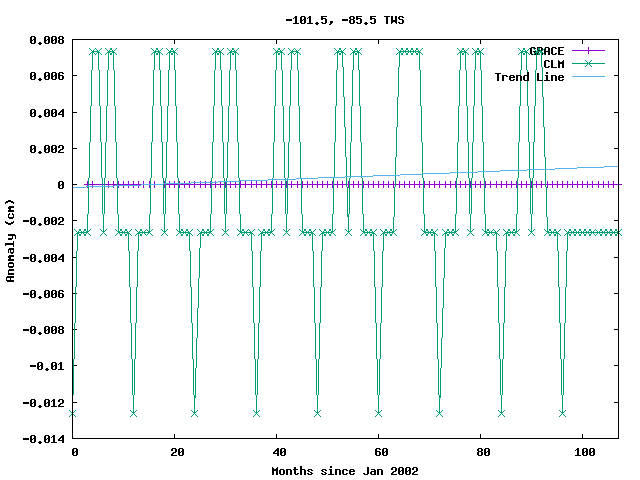 -101.5, -85.5 TWS
GRACE
CLM
Trend Line
0.008
0.006
0.004
0.002
0
-0.002
-0.004
-0.006
-0.008
-0.01
-0.012
-0.014
Anomaly (cm)
0 20 40 60 80 100
Months since Jan 2002